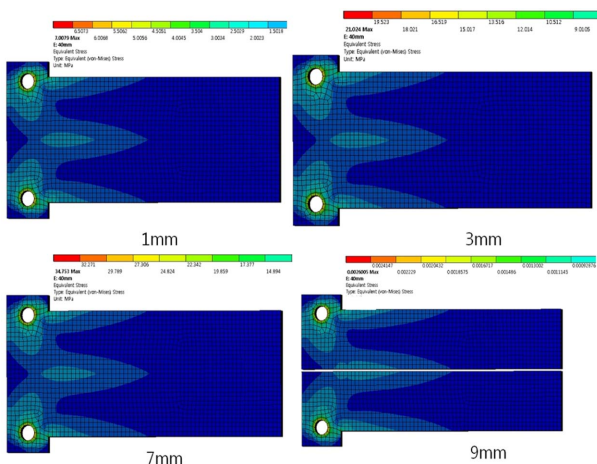 6.5073 5.5062 4.5051 3.504 2.5029 1.5018
7.0079 Max 6.0068 5.0056 4.0045 3.0034 2.0023
E: 40mm
Equivalent Stress
Type: Equivalent (von-Mises) Stress
Unit: MPa
1mm
19.523 16.519 13.516 10.512
21.024 Max 18.021 15.017 12.014 9.0105
E: 40mm
Equivalent Stress
Type: Equivalent (von-Mises) Stress
Unit: MPa
3mm
32.271 27.306 22.342 17.377
34.753 Max 29.789 24.824 19.859 14.894
E: 40mm
Equivalent Stress
Type: Equivalent (von-Mises) Stress
Unit: MPa
7mm
0.0024147 0.0020432 0.0016717 0.0013002
0.0026005 Max 0.002229 0.0018575 0.001486 0.0011145
E: 40mm
Equivalent Stress
Type: Equivalent (von-Mises) Stress
Unit: MPa
9mm